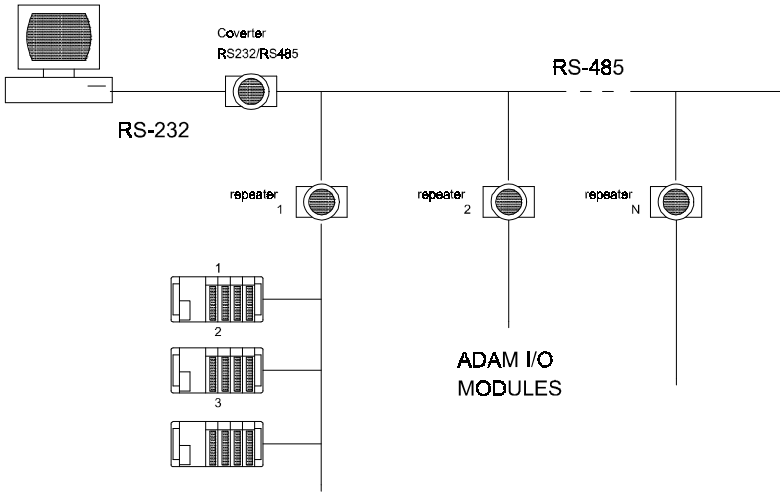 Coverter
RS232/RS485
RS-485
RS-232
repeater
1
repeater
2
repeater
N
1
2
3
ADAM I/O
MODULES